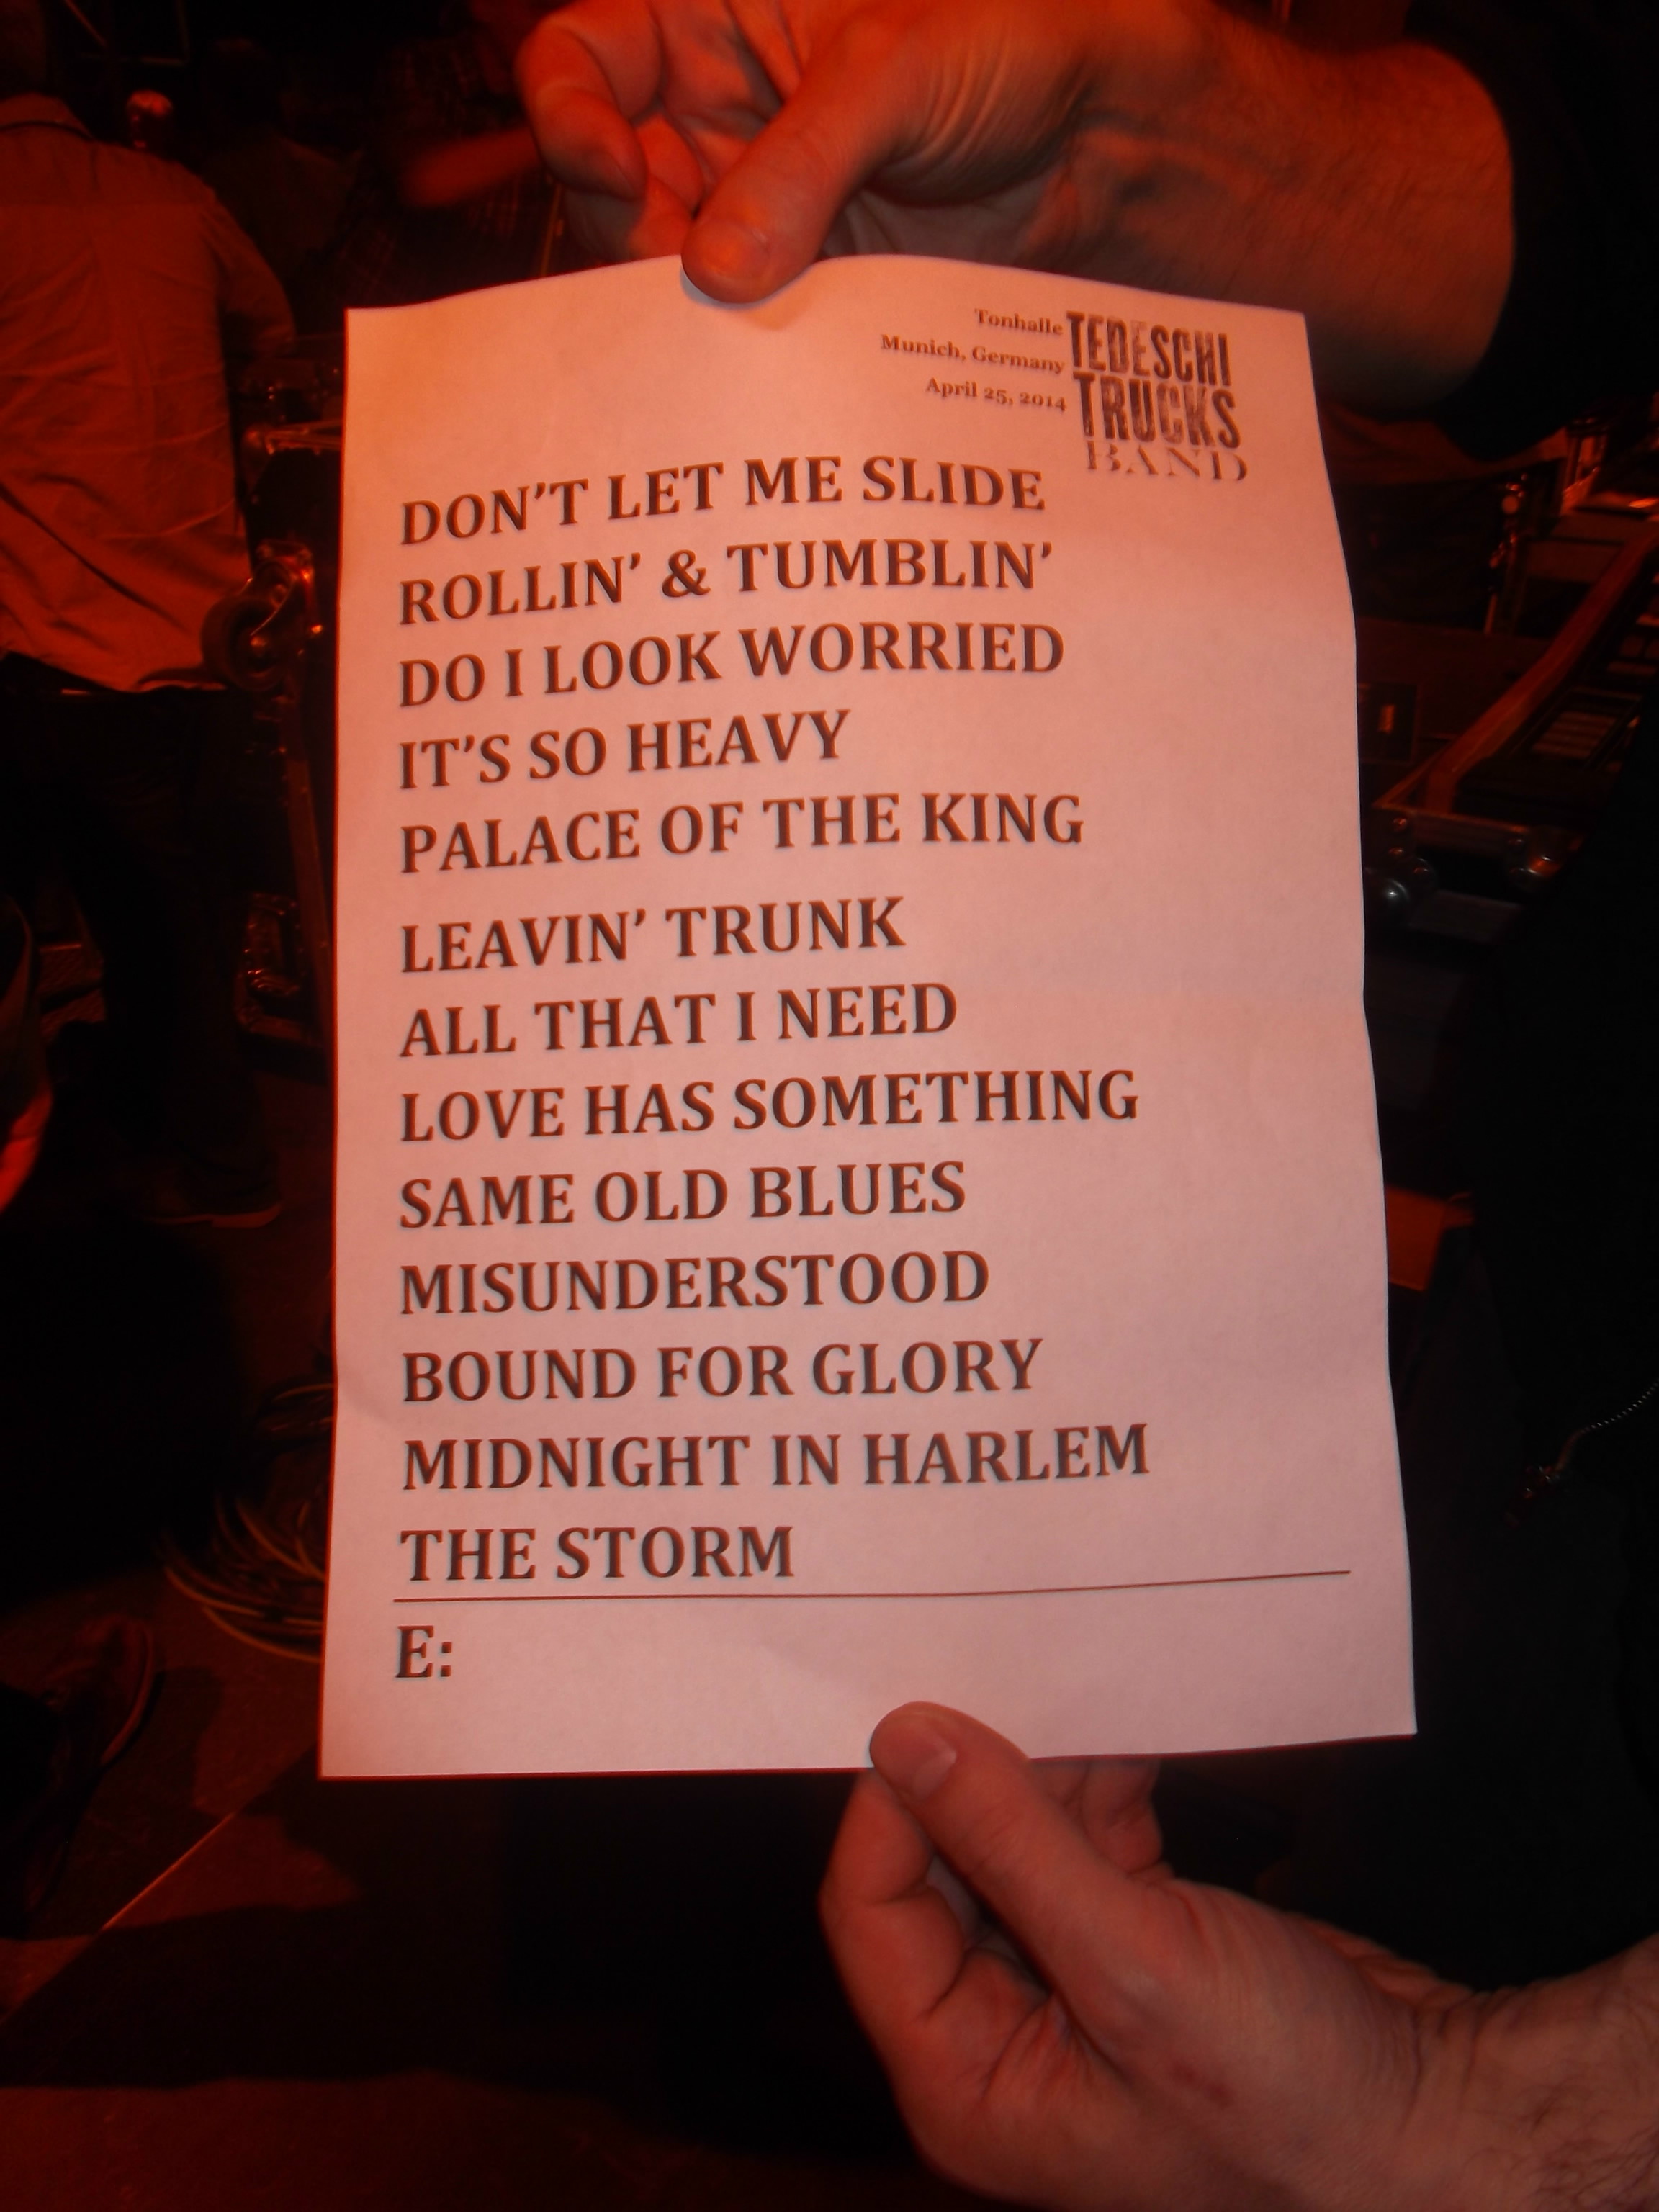 Tonhalle
Munich, Germany
April 25, 2014
TEDESCHI
TRUCKS
BAND
DON'T LET ME SLIDE
ROLLIN' & TUMBLIN'
DO I LOOK WORRIED
IT'S SO HEAVY
PALACE OF THE KING
LEAVIN' TRUNK
ALL THAT I NEED
LOVE HAS SOMETHING
SAME OLD BLUES
MISUNDERSTOOD
BOUND FOR GLORY
MIDNIGHT IN HARLEM
THE STORM
E: